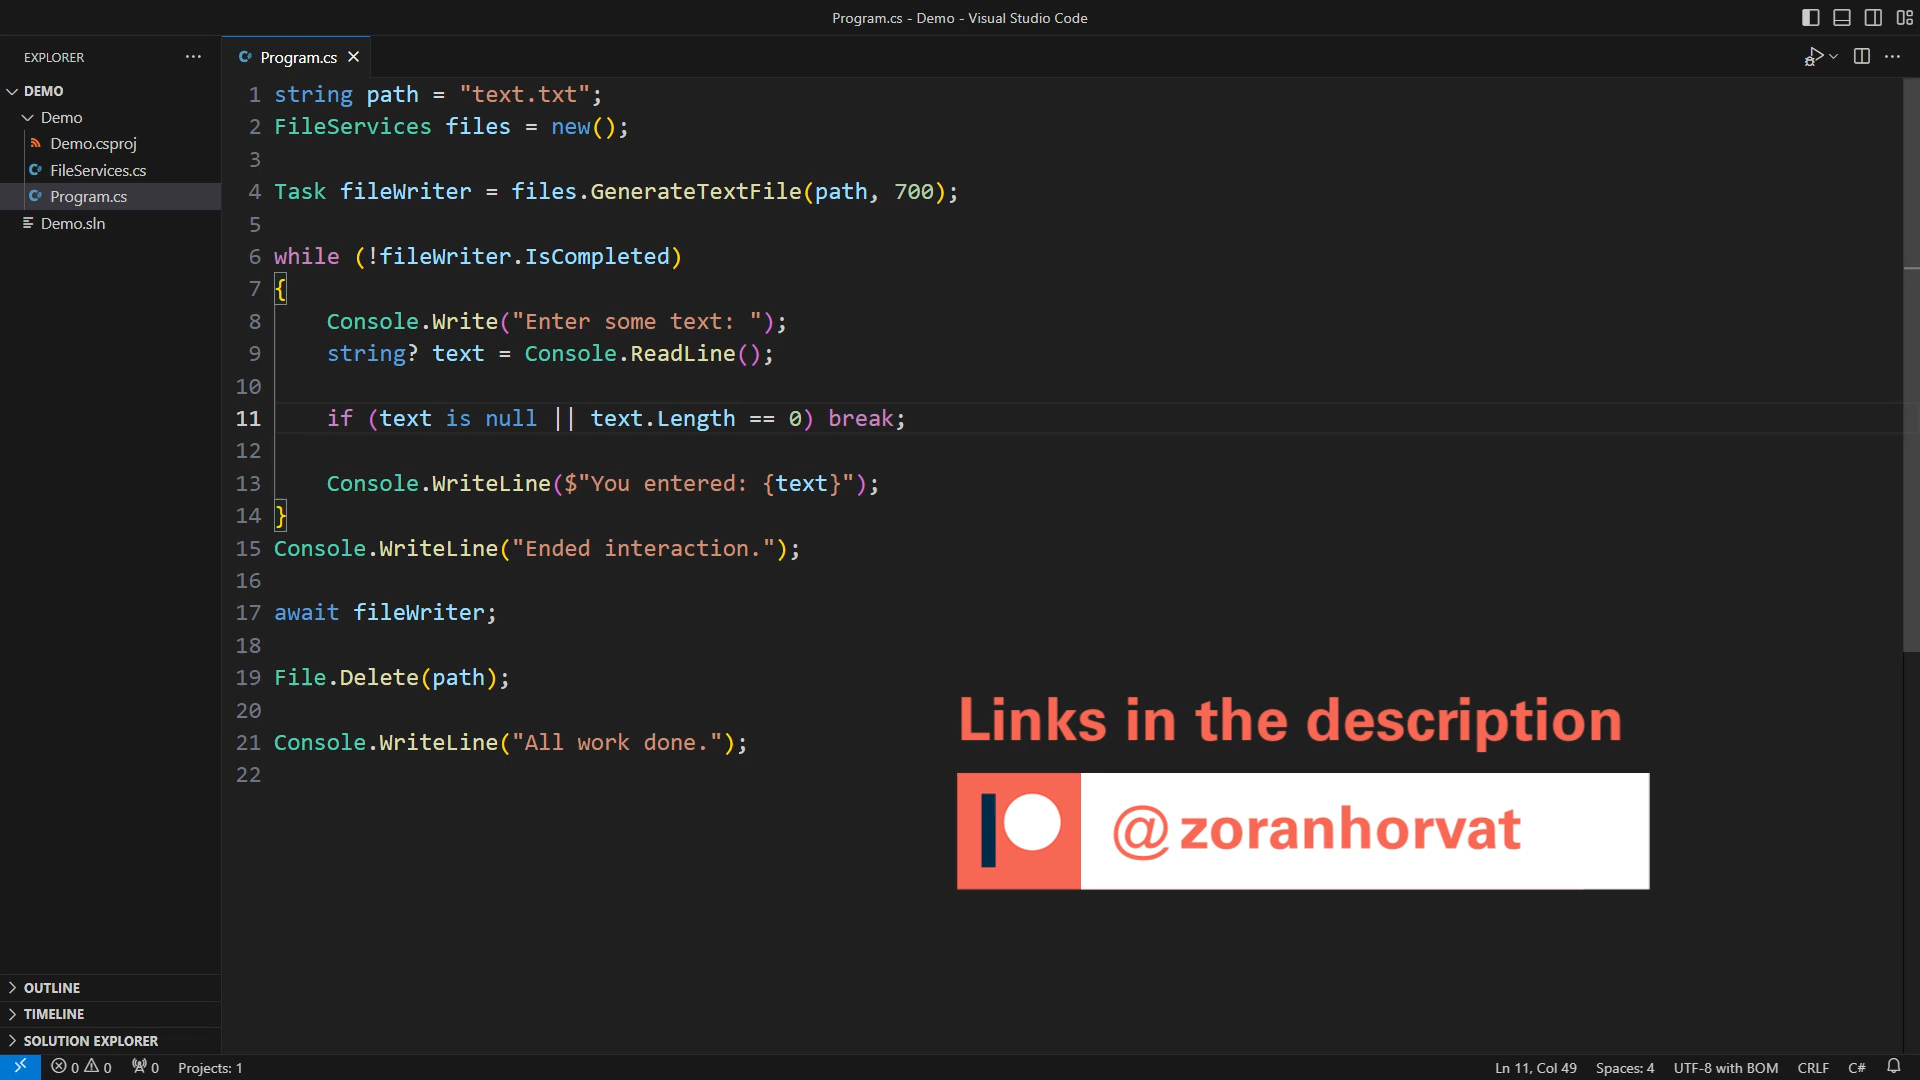 Program.cs - Demo - Visual Studio Code
EXPLORER
Program.cs
DEMO
Demo
Demo.csproj
FileServices.cs
Program.cs
Demo.sln
1 string path = "text.txt";
2 FileServices files = new();
3
4 Task fileWriter = files.GenerateTextFile(path, 700);
5
6 while (!fileWriter.IsCompleted)
7 {
8     Console.Write("Enter some text: ");
9     string? text = Console.ReadLine();
10
11     if (text is null || text.Length == 0) break;
12
13     Console.WriteLine($"You entered: {text}");
14 }
15 Console.WriteLine("Ended interaction.");
16
17 await fileWriter;
18
19 File.Delete(path);
20
21 Console.WriteLine("All work done.");
22
Links in the description
@zoranhorvat
OUTLINE
TIMELINE
SOLUTION EXPLORER
0 0 0 Projects: 1 Ln 11, Col 49 Spaces: 4 UTF-8 with BOM CRLF C#